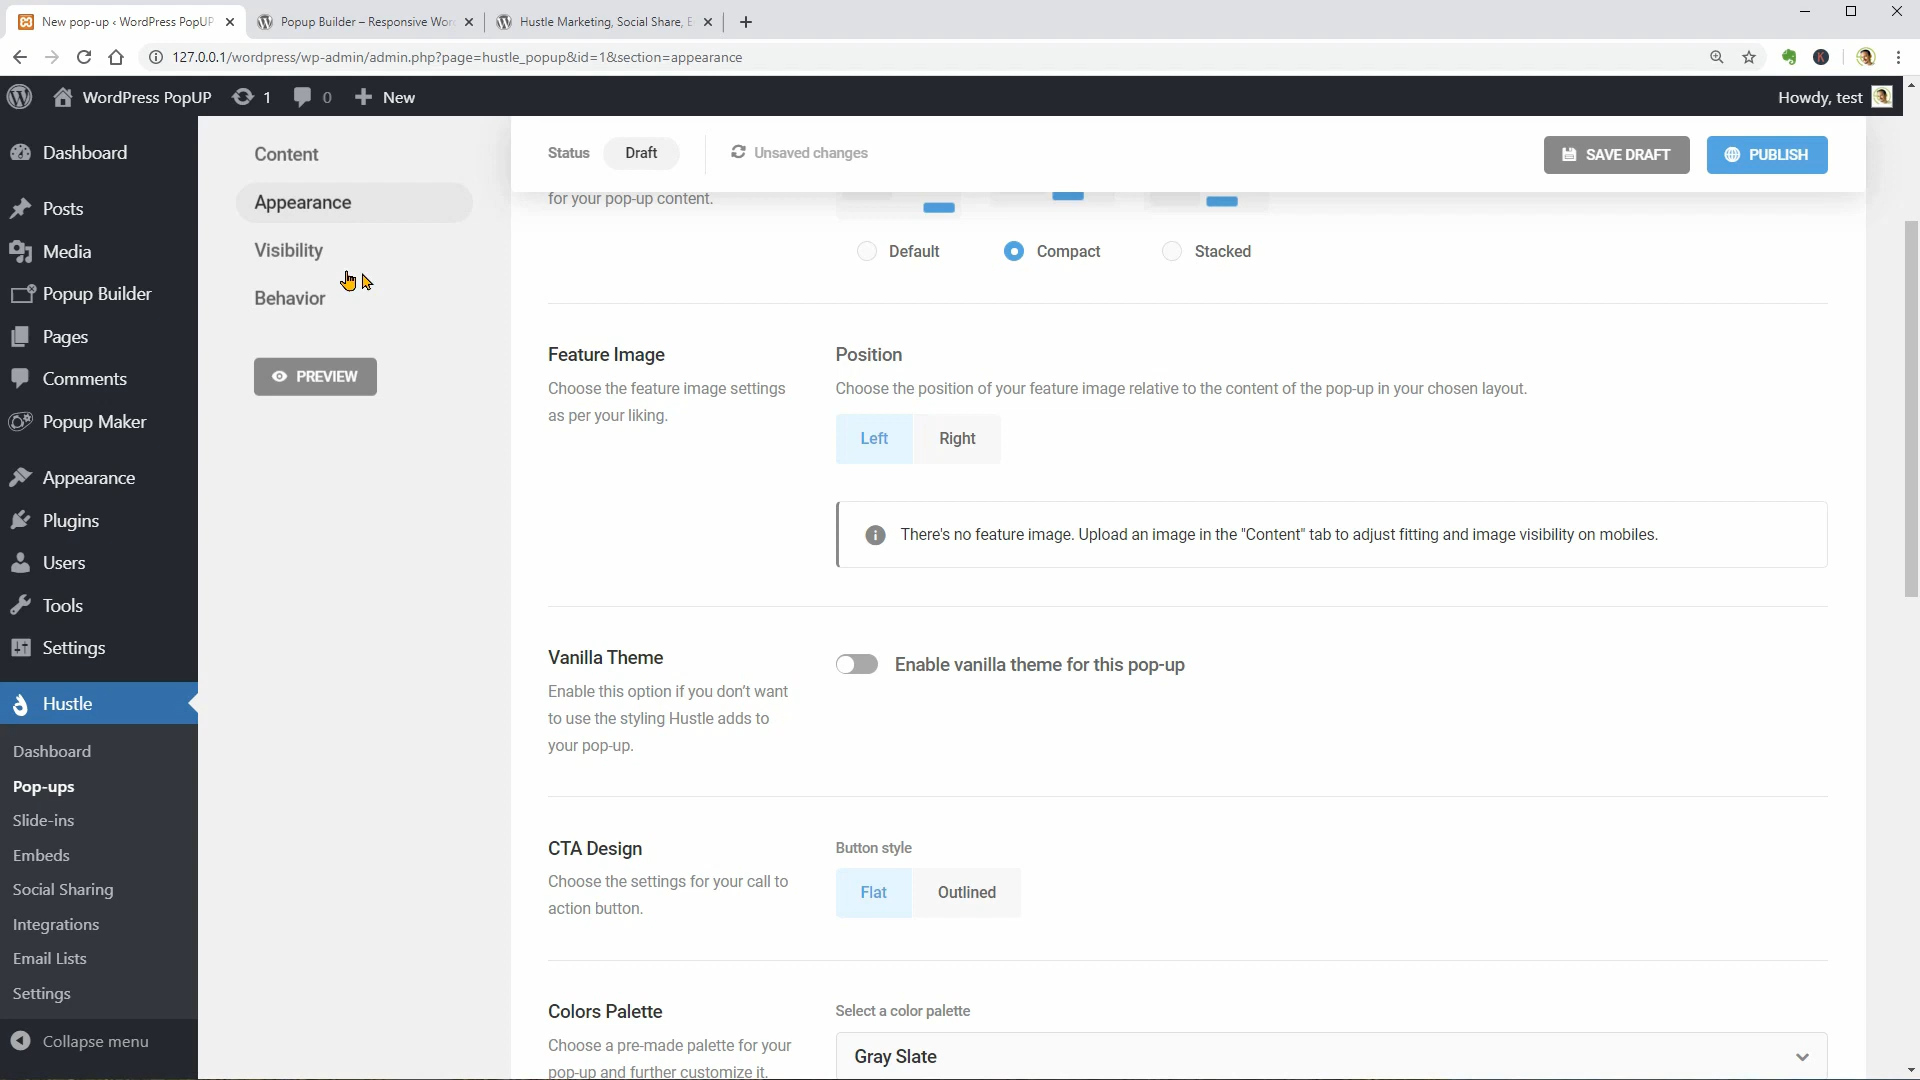 New pop-up ‹ WordPress PopUP
Popup Builder – Responsive Wor
Hustle Marketing, Social Share, E
127.0.0.1/wordpress/wp-admin/admin.php?page=hustle_popup&id=1&section=appearance
WordPress PopUP
1
0
New
Howdy, test
Dashboard
Posts
Media
Popup Builder
Pages
Comments
Popup Maker
Appearance
Plugins
Users
Tools
Settings
Hustle
Dashboard
Pop-ups
Slide-ins
Embeds
Social Sharing
Integrations
Email Lists
Settings
Collapse menu
Content
Appearance
Visibility
Behavior
PREVIEW
Status
Draft
Unsaved changes
SAVE DRAFT
PUBLISH
for your pop-up content.
Default
Compact
Stacked
Feature Image
Choose the feature image settings
as per your liking.
Position
Choose the position of your feature image relative to the content of the pop-up in your chosen layout.
Left
Right
There's no feature image. Upload an image in the "Content" tab to adjust fitting and image visibility on mobiles.
Vanilla Theme
Enable this option if you don't want
to use the styling Hustle adds to
your pop-up.
Enable vanilla theme for this pop-up
CTA Design
Choose the settings for your call to
action button.
Button style
Flat
Outlined
Colors Palette
Choose a pre-made palette for your
pop-up and further customize it.
Select a color palette
Gray Slate